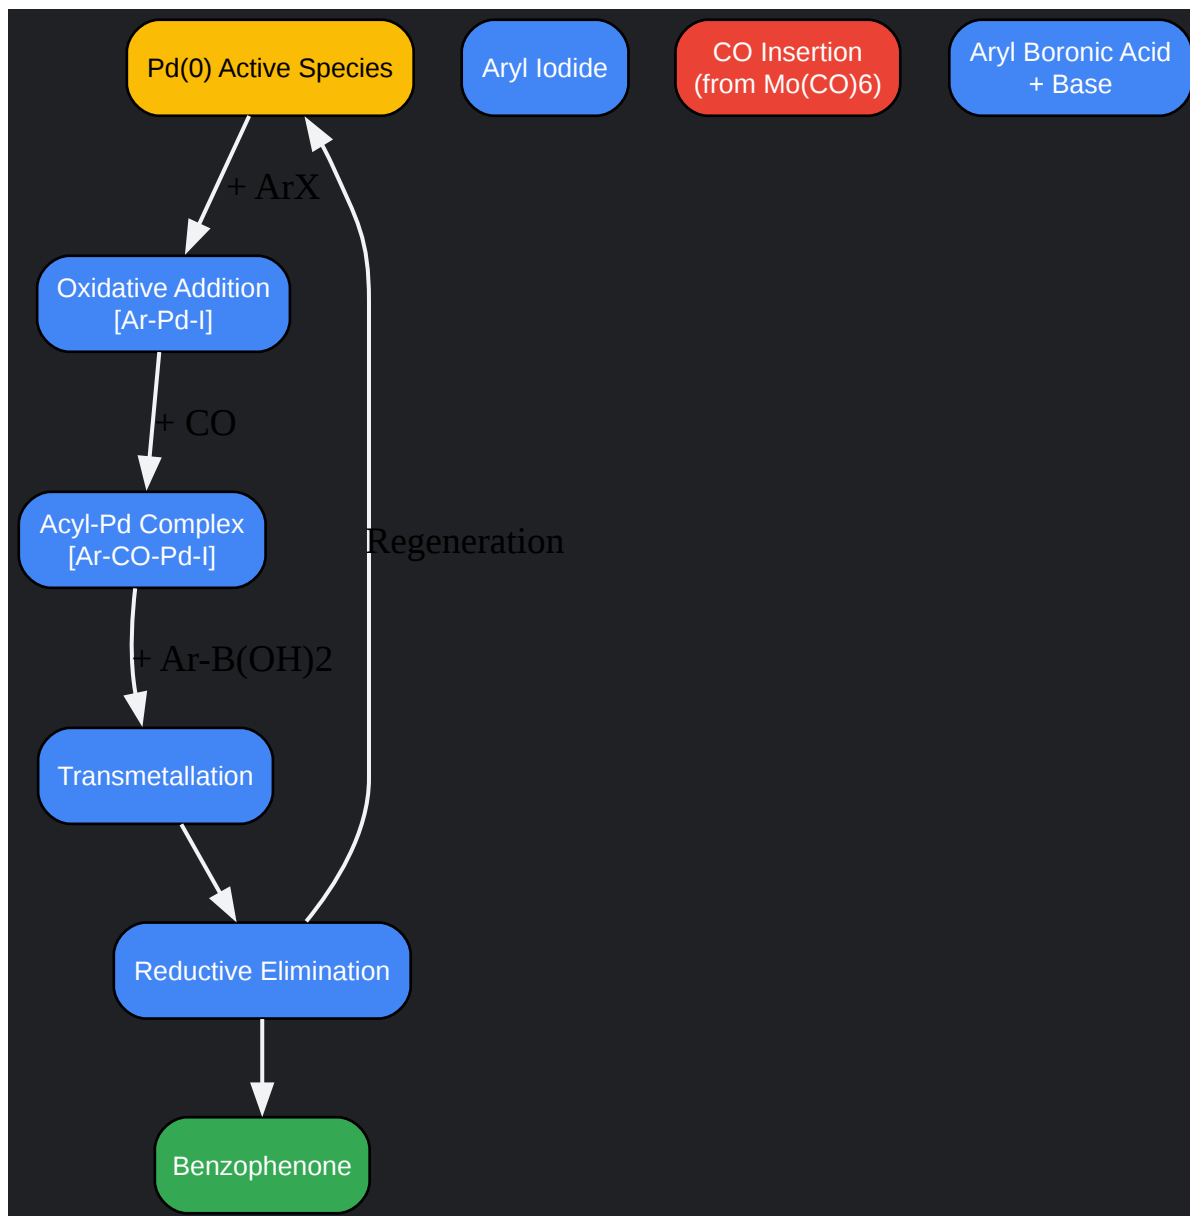 Pd(0) Active Species
Aryl Iodide
CO Insertion
(from Mo(CO)6)
Aryl Boronic Acid
+ Base
+ ArX
Oxidative Addition
[Ar-Pd-I]
+ CO
Acyl-Pd Complex
[Ar-CO-Pd-I]
Regeneration
+ Ar-B(OH)2
Transmetallation
Reductive Elimination
Benzophenone